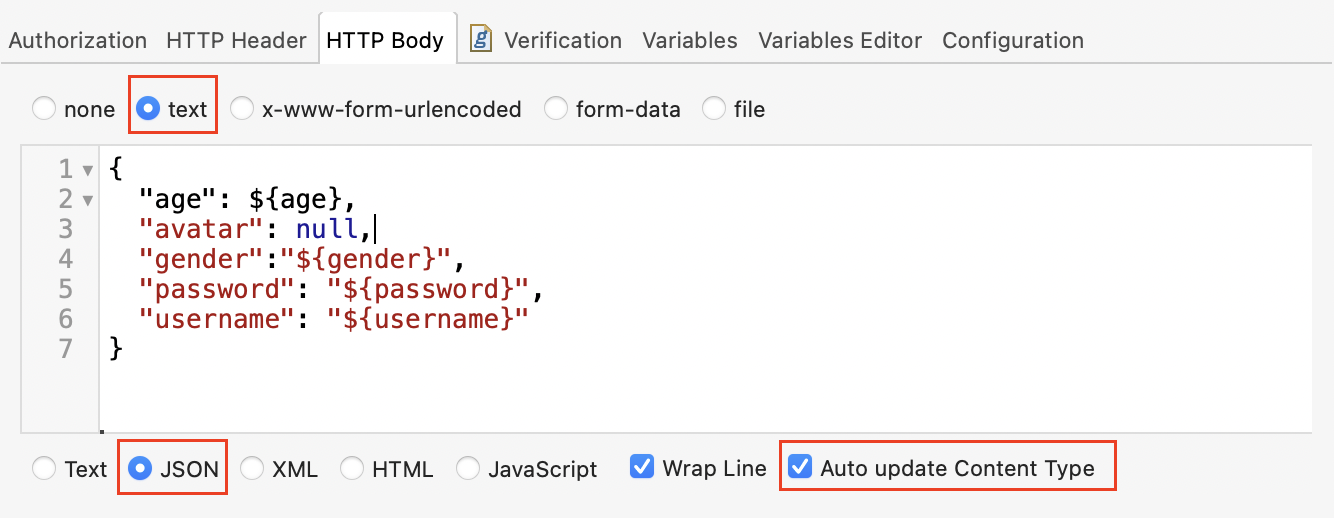 Authorization HTTP Header HTTP Body g Verification Variables Variables Editor Configuration
none text x-www-form-urlencoded form-data file
1 {
2 "age": ${age},
3 "avatar": null,
4 "gender":"${gender}",
5 "password": "${password}",
6 "username": "${username}"
7 }
Text JSON XML HTML JavaScript Wrap Line Auto update Content Type